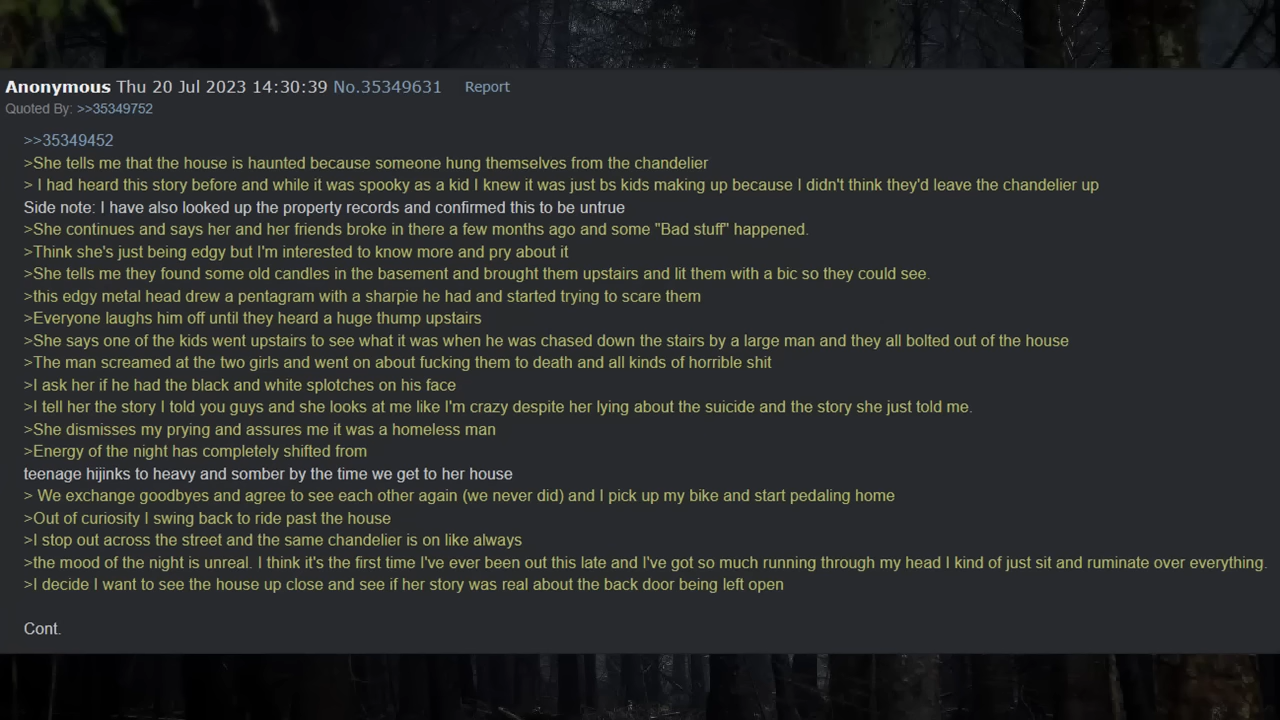 Anonymous Thu 20 Jul 2023 14:30:39 No.35349631 Report
Quoted By: >>35349752
>>35349452
>She tells me that the house is haunted because someone hung themselves from the chandelier
> I had heard this story before and while it was spooky as a kid I knew it was just bs kids making up because I didn't think they'd leave the chandelier up
Side note: I have also looked up the property records and confirmed this to be untrue
>She continues and says her and her friends broke in there a few months ago and some "Bad stuff" happened.
>Think she's just being edgy but I'm interested to know more and pry about it
>She tells me they found some old candles in the basement and brought them upstairs and lit them with a bic so they could see.
>this edgy metal head drew a pentagram with a sharpie he had and started trying to scare them
>Everyone laughs him off until they heard a huge thump upstairs
>She says one of the kids went upstairs to see what it was when he was chased down the stairs by a large man and they all bolted out of the house
>The man screamed at the two girls and went on about fucking them to death and all kinds of horrible shit
>I ask her if he had the black and white splotches on his face
>I tell her the story I told you guys and she looks at me like I'm crazy despite her lying about the suicide and the story she just told me.
>She dismisses my prying and assures me it was a homeless man
>Energy of the night has completely shifted from
teenage hijinks to heavy and somber by the time we get to her house
> We exchange goodbyes and agree to see each other again (we never did) and I pick up my bike and start pedaling home
>Out of curiosity I swing back to ride past the house
>I stop out across the street and the same chandelier is on like always
>the mood of the night is unreal. I think it's the first time I've ever been out this late and I've got so much running through my head I kind of just sit and ruminate over everything.
>I decide I want to see the house up close and see if her story was real about the back door being left open
Cont.